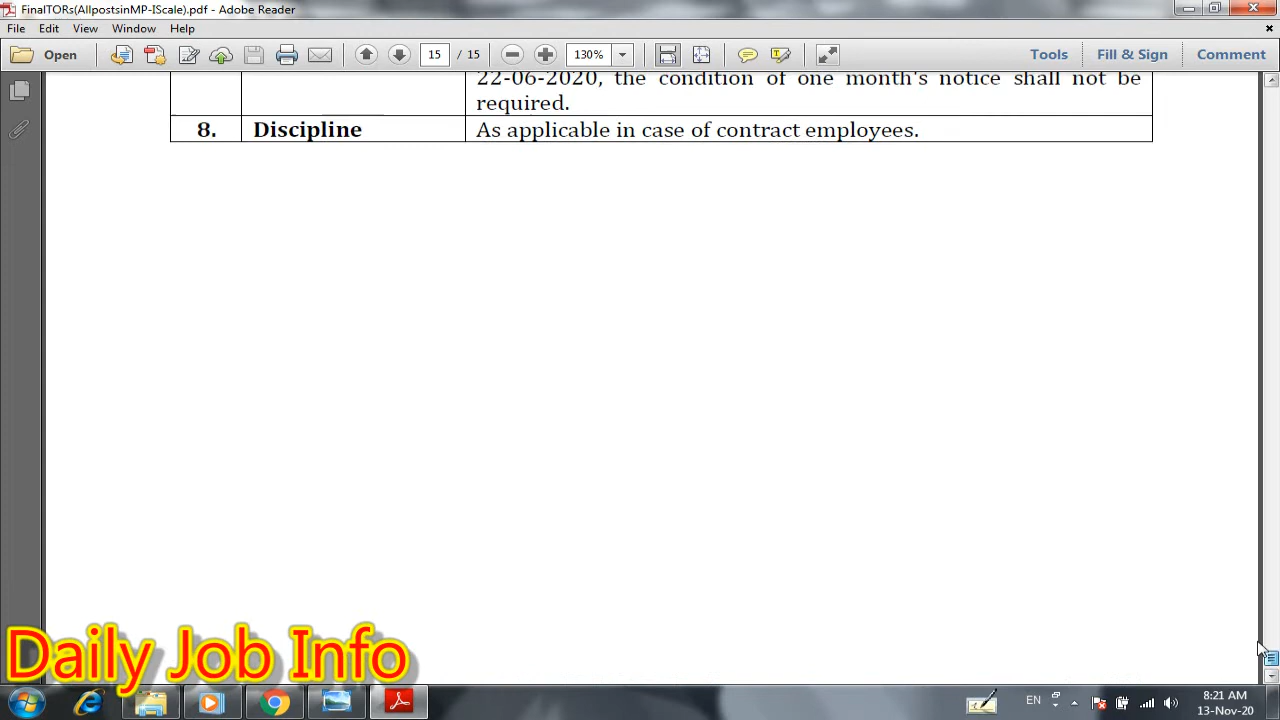 FinalTORs(AllpostsinMP-IScale).pdf - Adobe Reader
File Edit View Window Help
Open 15 / 15 130% Tools Fill & Sign Comment
22-06-2020, the condition of one month's notice shall not be
required.
8. Discipline As applicable in case of contract employees.
Daily Job Info
EN 8:21 AM
13-Nov-20